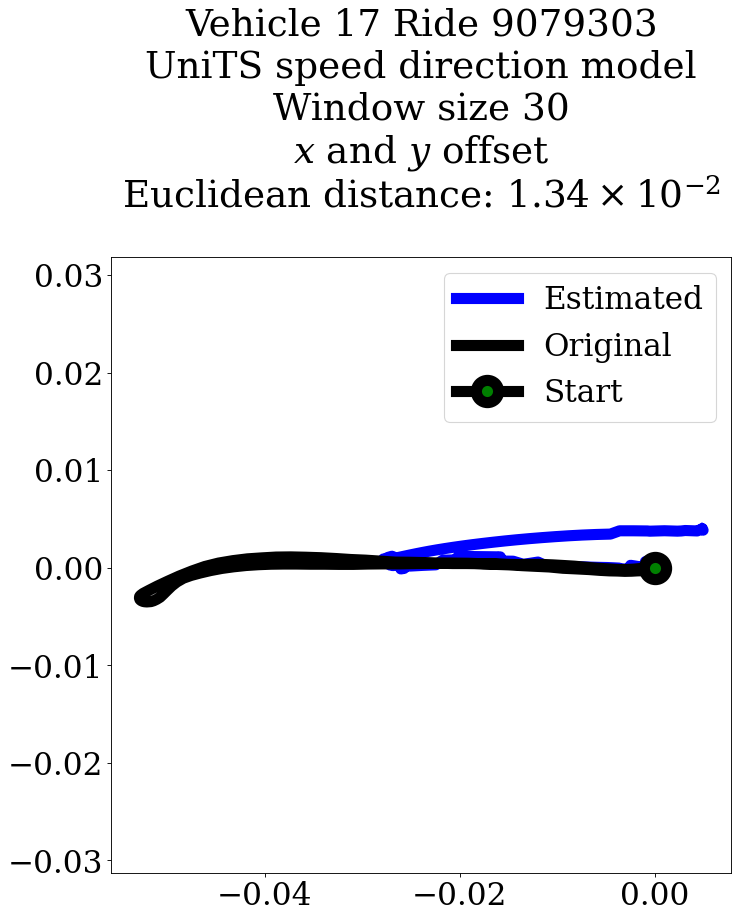 Vehicle 17 Ride 9079303
UniTS speed direction model
Window size 30
x and y offset
Euclidean distance: 1.34 × 10⁻²
Estimated
Original
Start
0.03
0.02
0.01
0.00
−0.01
−0.02
−0.03
−0.04
−0.02
0.00